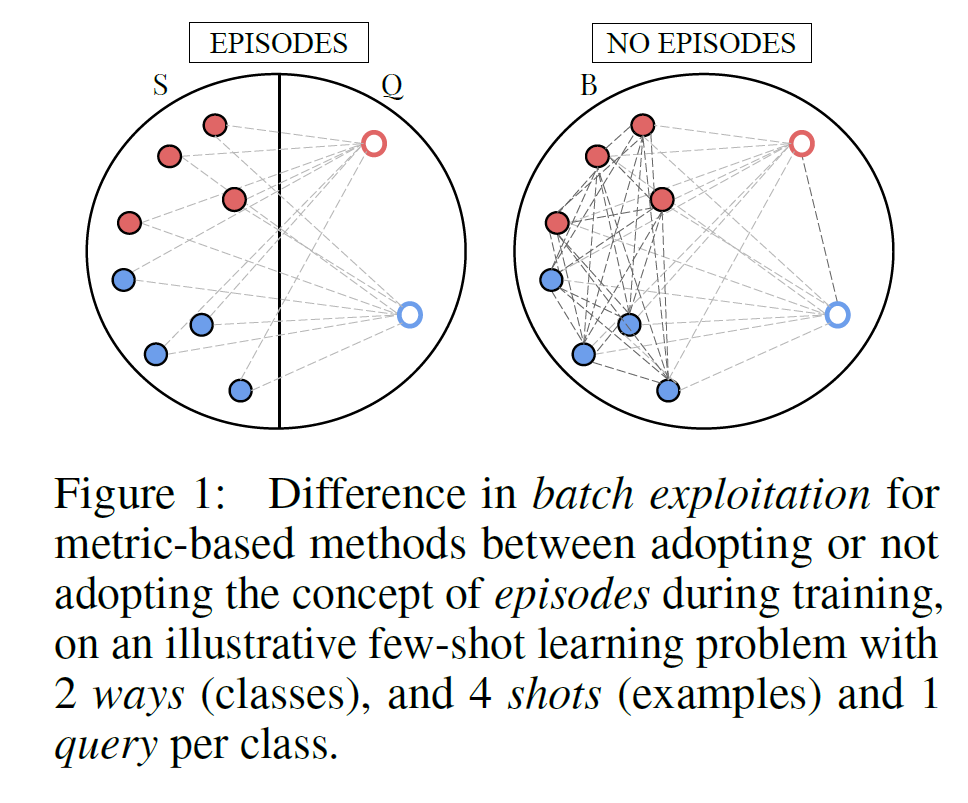 EPISODES
NO EPISODES
S
Q
B
Figure 1: Difference in batch exploitation for
metric-based methods between adopting or not
adopting the concept of episodes during training,
on an illustrative few-shot learning problem with
2 ways (classes), and 4 shots (examples) and 1
query per class.